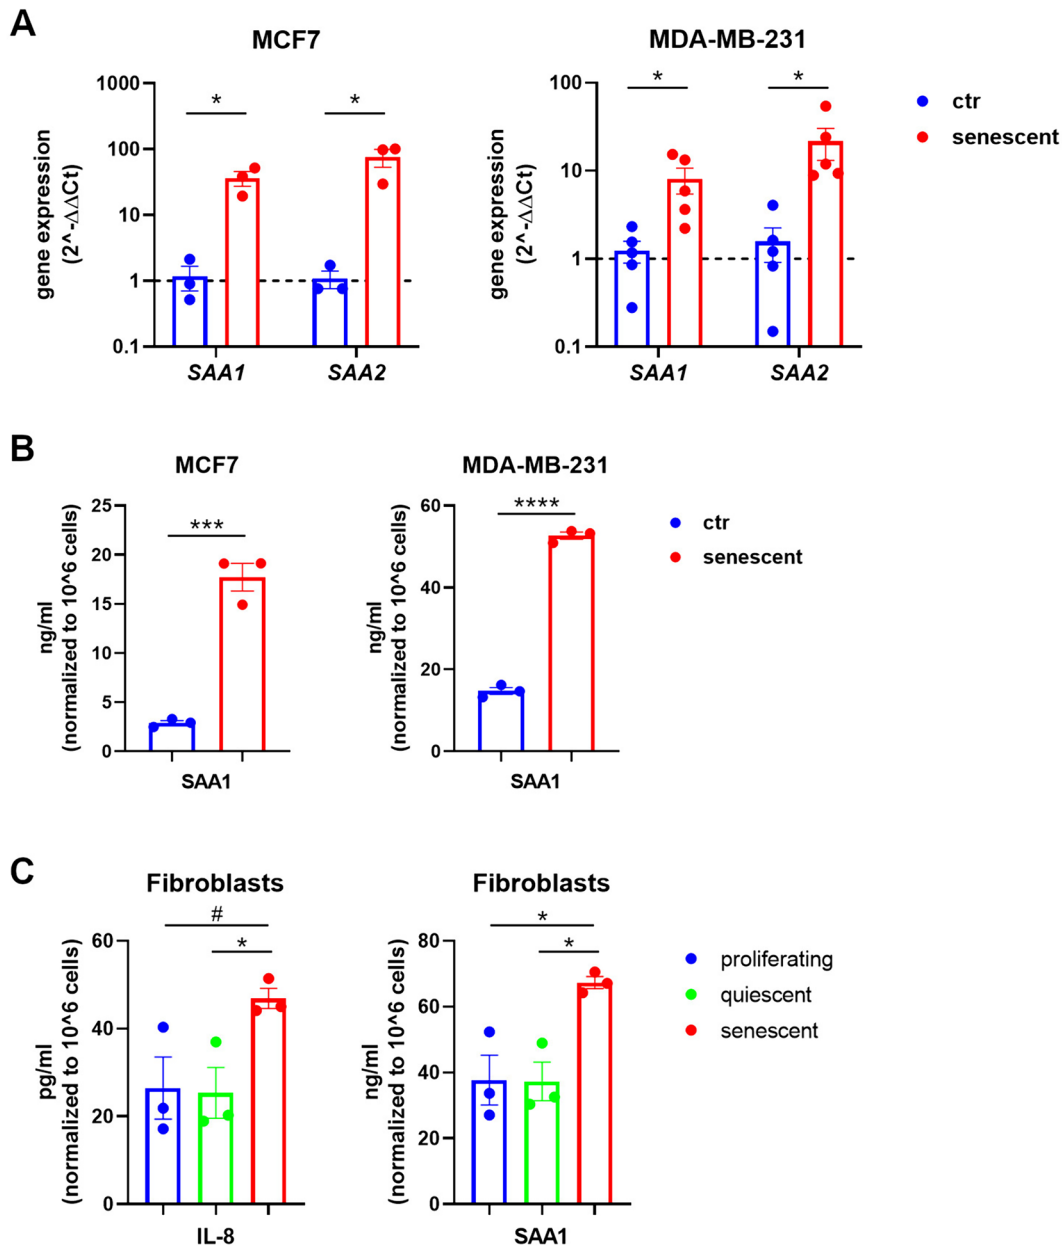 A
MCF7
MDA-MB-231
gene expression
(2^-ΔΔCt)
1000
100
10
1
0.1
*
*
SAA1
SAA2
gene expression
(2^-ΔΔCt)
100
10
1
0.1
*
*
SAA1
SAA2
ctr
senescent
B
MCF7
MDA-MB-231
ng/ml
(normalized to 10^6 cells)
25
20
15
10
5
0
***
SAA1
ng/ml
(normalized to 10^6 cells)
60
40
20
0
****
SAA1
ctr
senescent
C
Fibroblasts
Fibroblasts
pg/ml
(normalized to 10^6 cells)
60
40
20
0
#
*
IL-8
ng/ml
(normalized to 10^6 cells)
80
60
40
20
0
*
*
SAA1
proliferating
quiescent
senescent